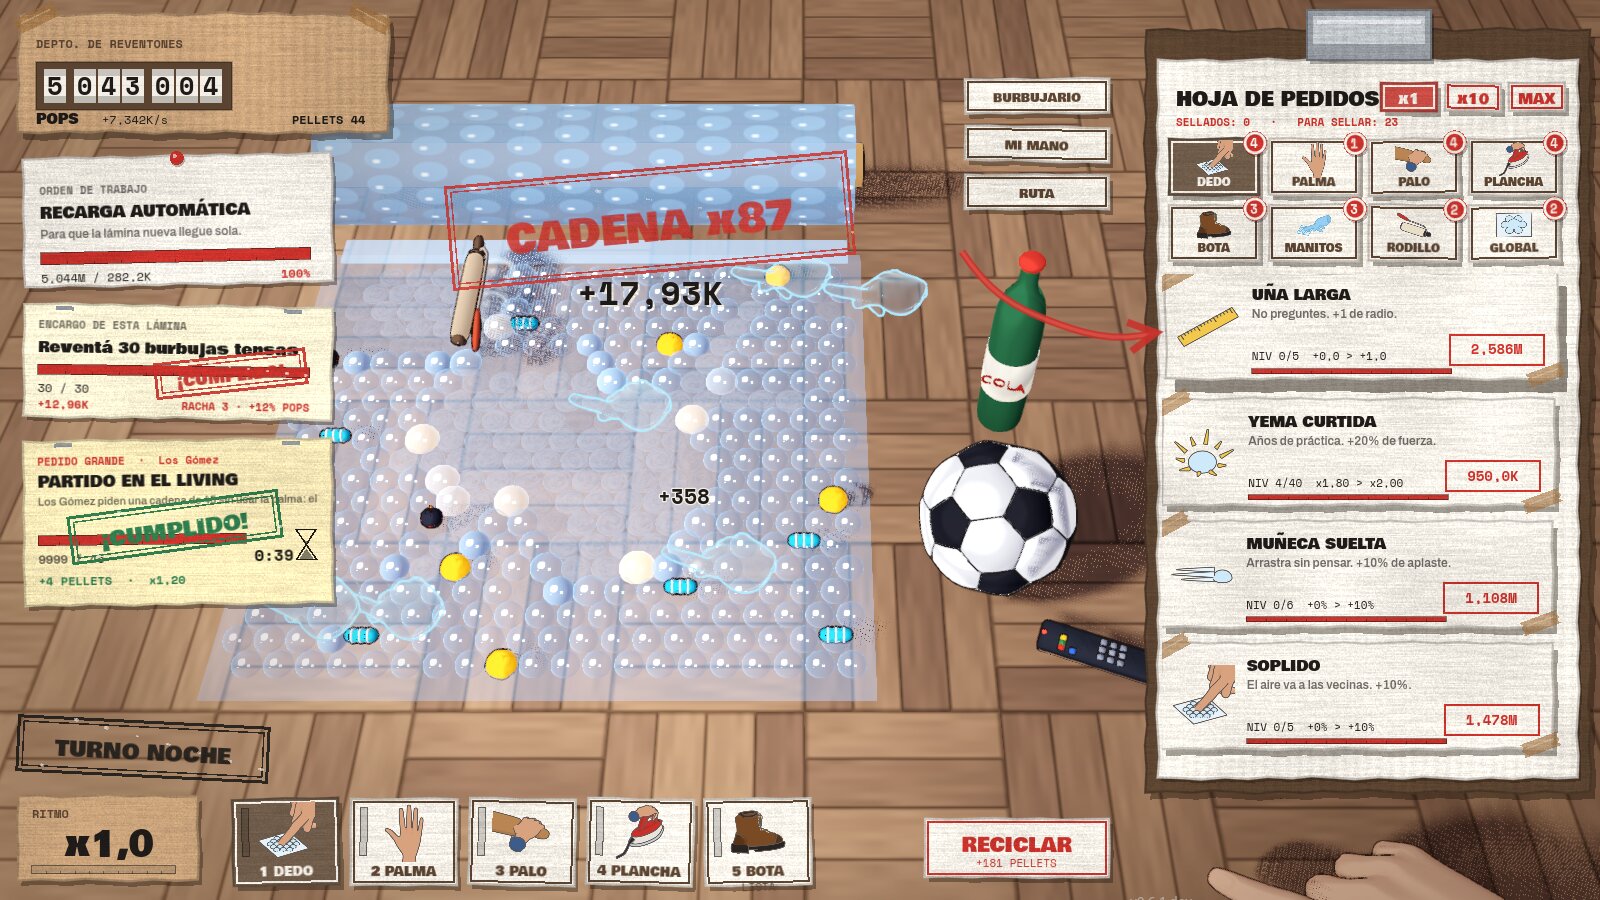 DEPTO. DE REVENTONES
5 043 004
POPS +7,342K/s PELLETS 44
ORDEN DE TRABAJO
RECARGA AUTOMÁTICA
Para que la lámina nueva llegue sola.
5,044M / 282,2K 100%
ENCARGO DE ESTA LÁMINA
Reventá 30 burbujas tensas
30 / 30
+12,96K RACHA 3 · +12% POPS
PEDIDO GRANDE · Los Gómez
PARTIDO EN EL LIVING
Los Gómez piden una cadena de
¡CUMPLIDO!
9999
0:39
+4 PELLETS · x1,20
TURNO NOCHE
RITMO
x1,0
CADENA x87
+17,93K
+358
COLA
1 DEDO
2 PALMA
3 PALO
4 PLANCHA
5 BOTA
BURBUJARIO
MI MANO
RUTA
RECICLAR
+181 PELLETS
HOJA DE PEDIDOS x1 x10 MAX
SELLADOS: 0 · PARA SELLAR: 23
4 1 4 4
DEDO PALMA PALO PLANCHA
3 3 2 2
BOTA MANITOS RODILLO GLOBAL
UÑA LARGA
No preguntes. +1 de radio.
NIV 0/5 +0,0 > +1,0
2,586M
YEMA CURTIDA
Años de práctica. +20% de fuerza.
NIV 4/40 x1,80 > x2,00
950,0K
MUÑECA SUELTA
Arrastra sin pensar. +10% de aplaste.
NIV 0/6 +0% > +10%
1,108M
SOPLIDO
El aire va a las vecinas. +10%.
NIV 0/5 +0% > +10%
1,478M